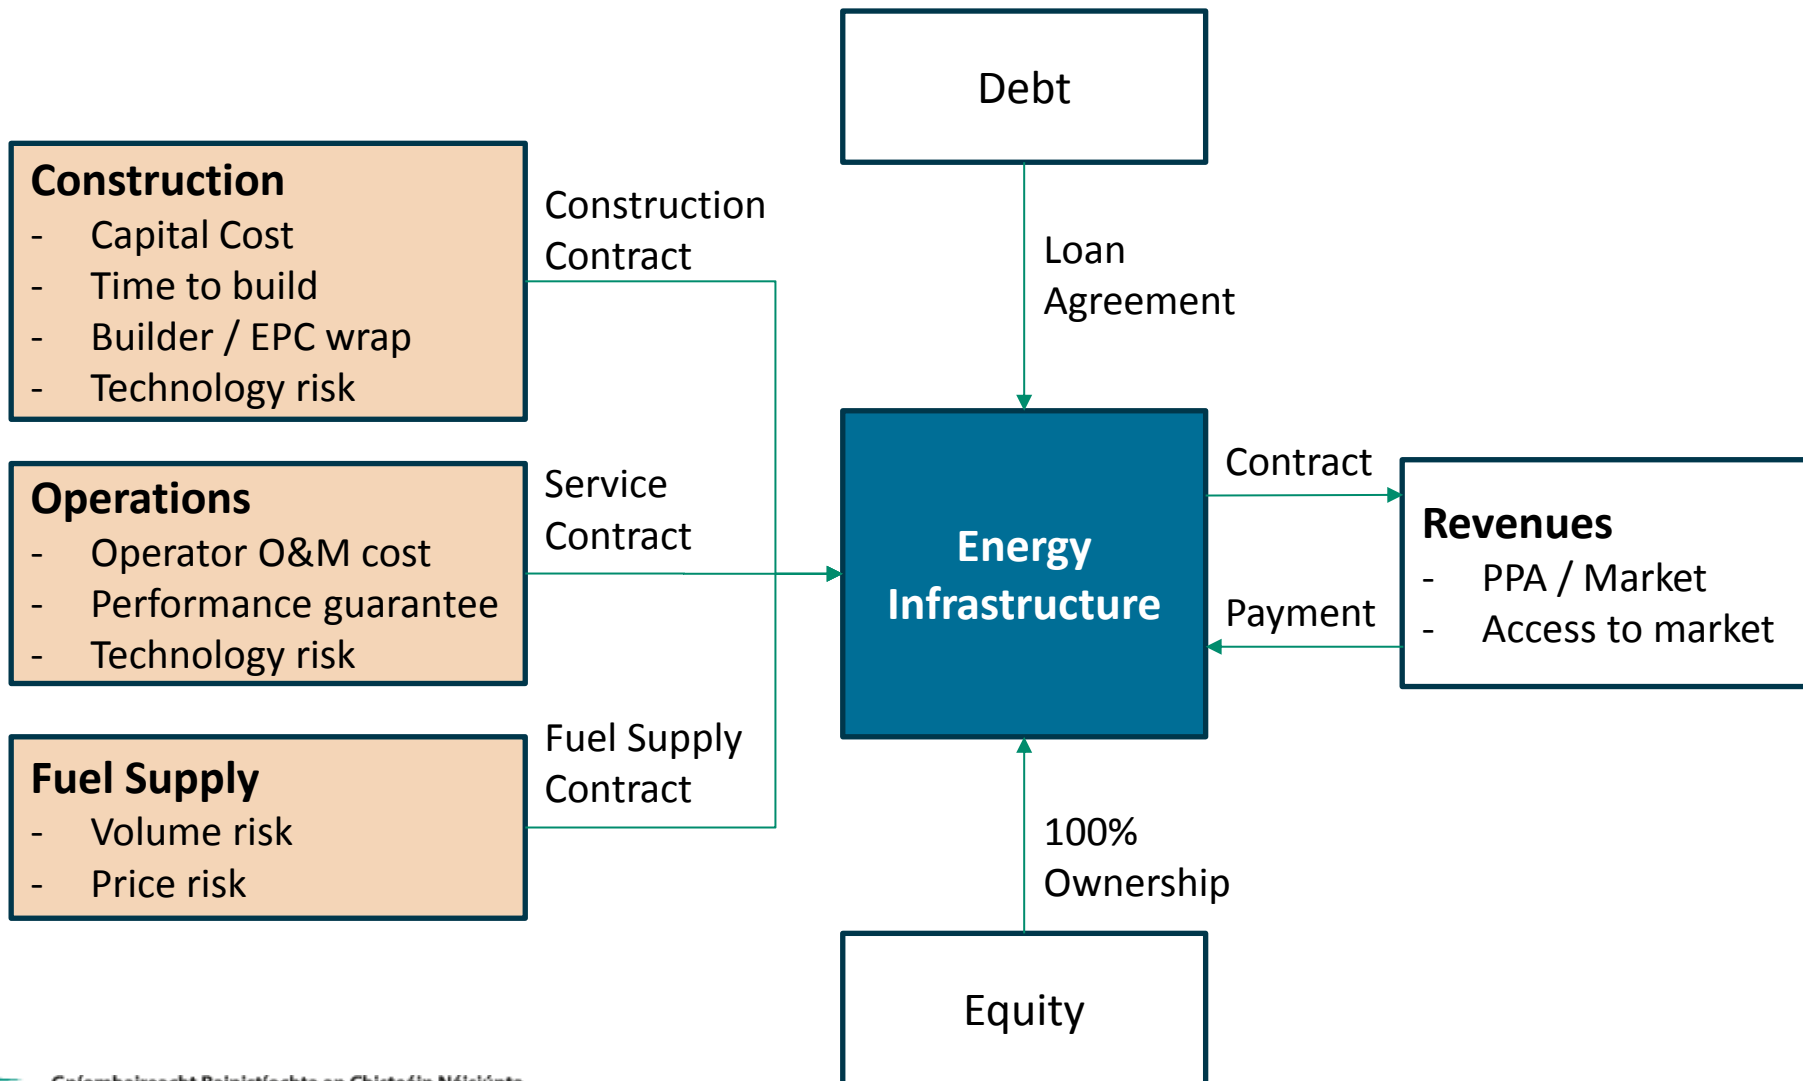 Debt
Construction
- Capital Cost
- Time to build
- Builder / EPC wrap
- Technology risk
Construction
Contract
Loan
Agreement
Operations
- Operator O&M cost
- Performance guarantee
- Technology risk
Service
Contract
Energy
Infrastructure
Contract
Payment
Revenues
- PPA / Market
- Access to market
Fuel Supply
- Volume risk
- Price risk
Fuel Supply
Contract
100%
Ownership
Equity